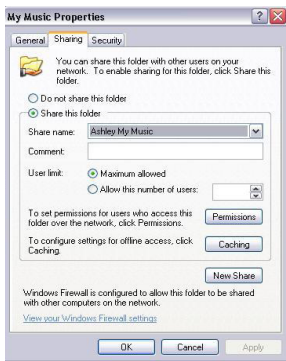 My Music Properties
General Sharing Security
You can share this folder with other users on your
network. To enable sharing for this folder, click Share this
folder.
Do not share this folder
Share this folder
Share name: Ashley My Music
Comment:
User limit: Maximum allowed
Allow this number of users:
To set permissions for users who access this
folder over the network, click Permissions.
Permissions
To configure settings for offline access, click
Caching.
Caching
New Share
Windows Firewall is configured to allow this folder to be shared
with other computers on the network.
View your Windows Firewall settings
OK Cancel Apply